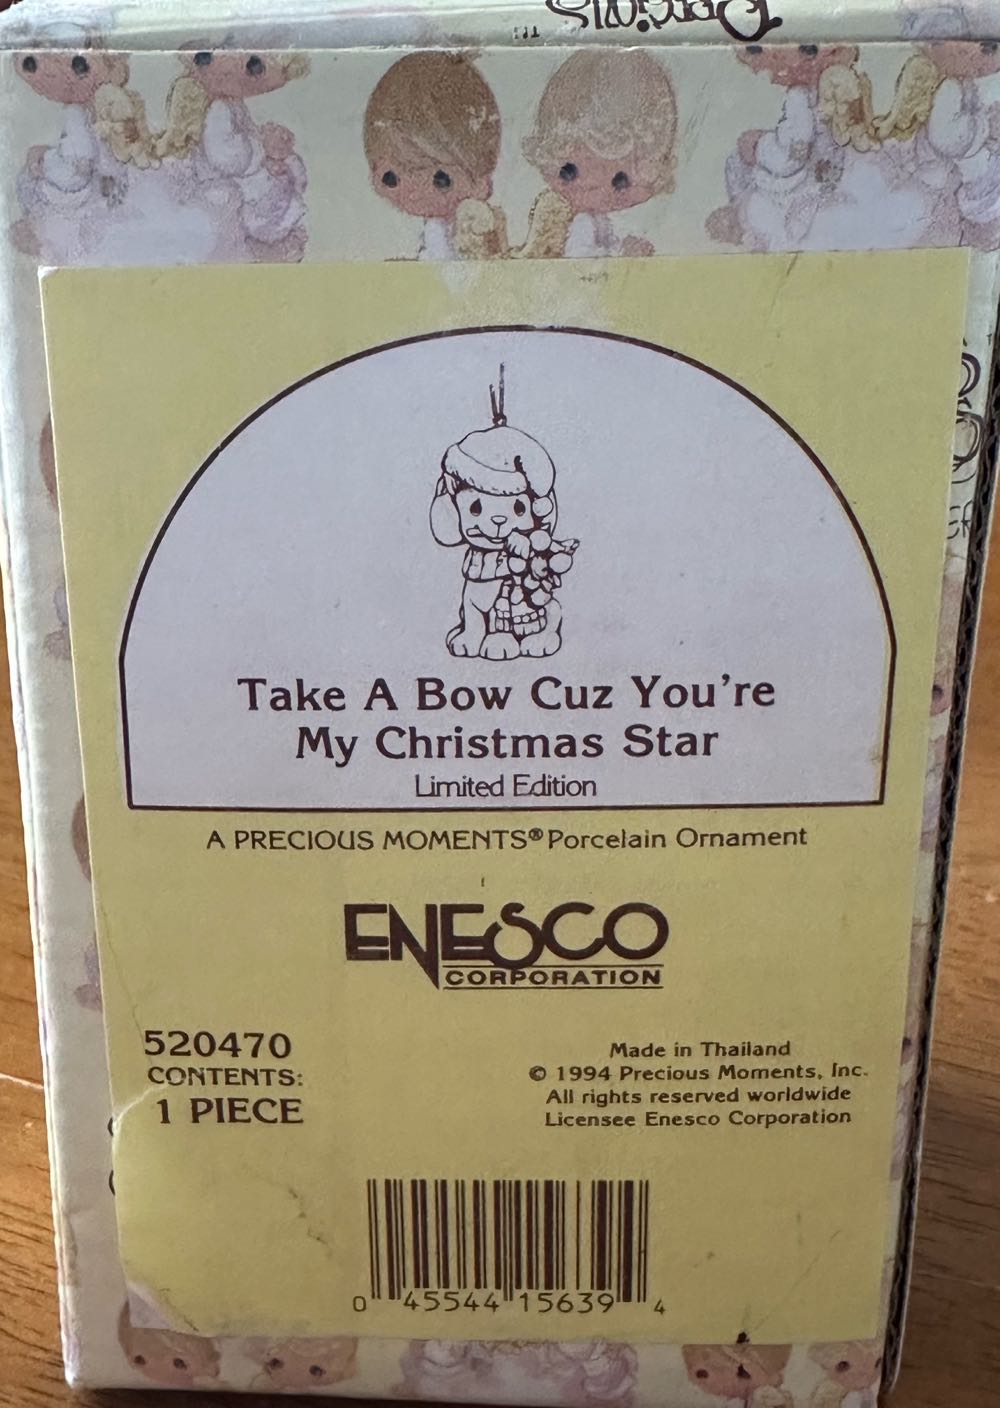 Precious
TM
Take A Bow Cuz You're
My Christmas Star
Limited Edition
A PRECIOUS MOMENTS® Porcelain Ornament
ENESCO
CORPORATION
520470
CONTENTS:
1 PIECE
Made in Thailand
© 1994 Precious Moments, Inc.
All rights reserved worldwide
Licensee Enesco Corporation
0 45544 15639 4